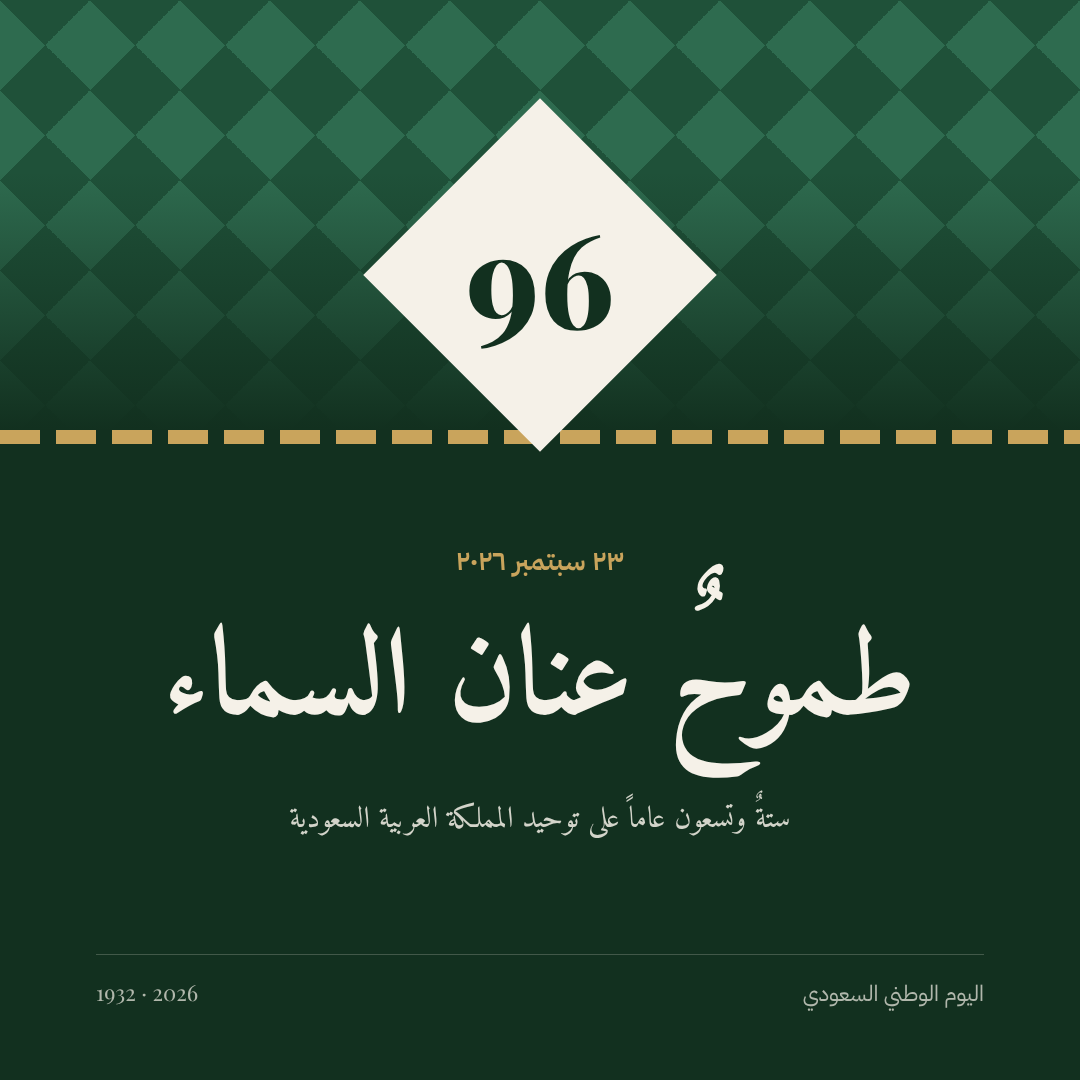 96
٢٣ سبتمبر ٢٠٢٦
طموحٌ عنان السماء
ستةٌ وتسعون عاماً على توحيد المملكة العربية السعودية
اليوم الوطني السعودي
1932 · 2026